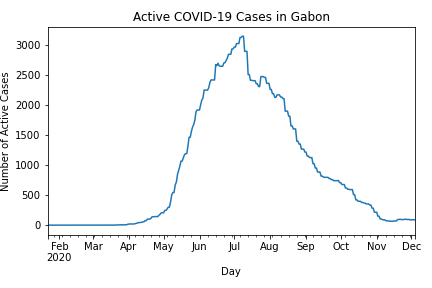 Active COVID-19 Cases in Gabon
Number of Active Cases
3000
2500
2000
1500
1000
500
0
Feb Mar Apr May Jun Jul Aug Sep Oct Nov Dec
2020
Day